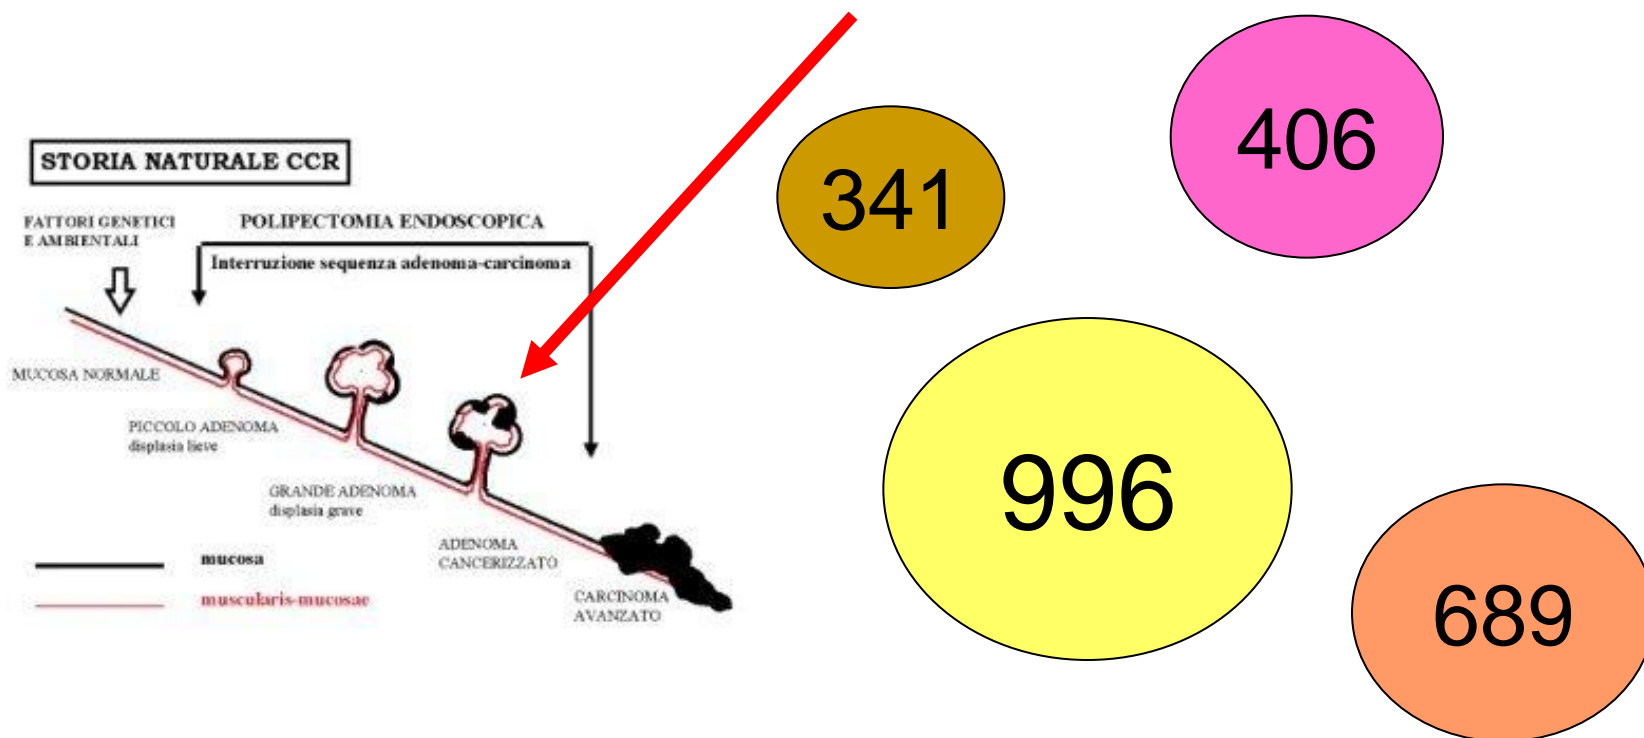 STORIA NATURALE CCR
FATTORI GENETICI
E AMBIENTALI
POLIPECTOMIA ENDOSCOPICA
Interruzione sequenza adenoma-carcinoma
MUCOSA NORMALE
PICCOLO ADENOMA
displasia lieve
GRANDE ADENOMA
displasia grave
ADENOMA
CANCERIZZATO
CARCINOMA
AVANZATO
mucosa
muscularis-mucosae
341
406
996
689